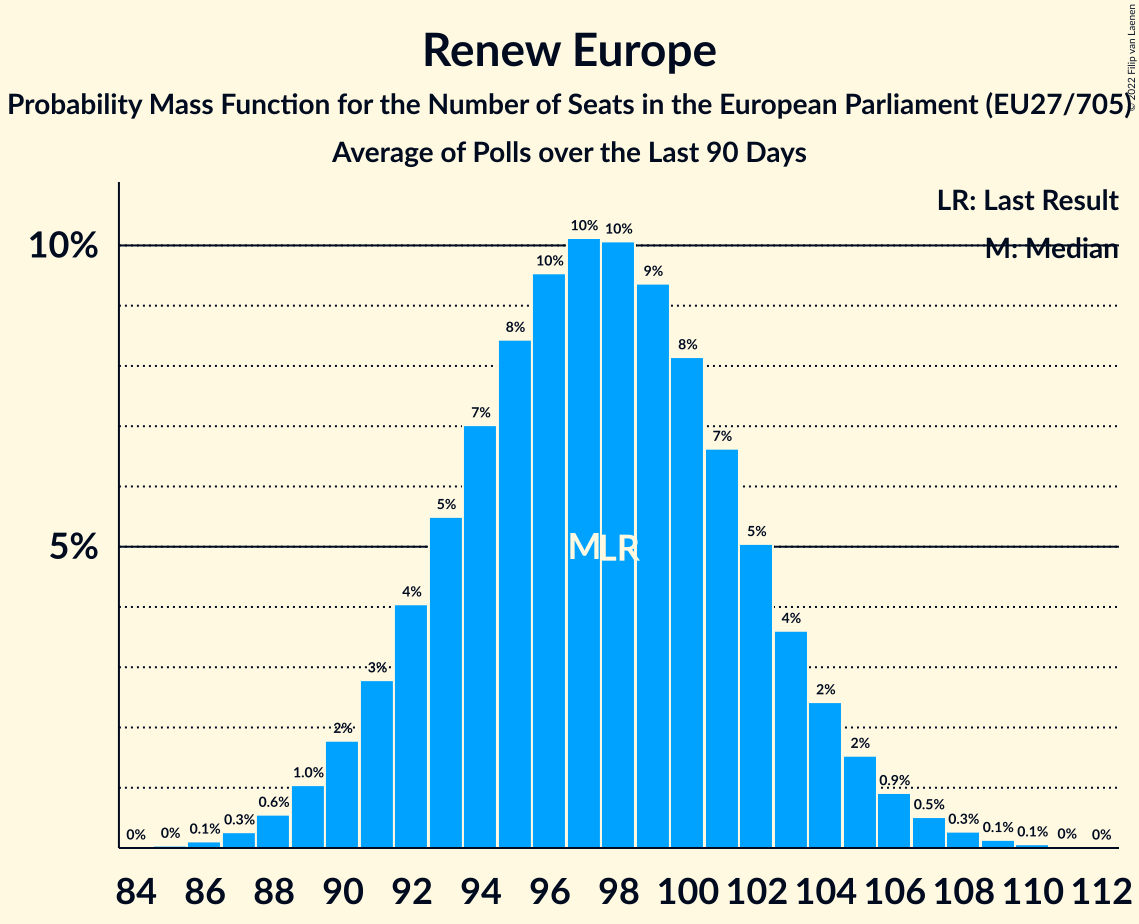 Renew Europe
Probability Mass Function for the Number of Seats in the European Parliament (EU27/705)
Average of Polls over the Last 90 Days
© 2022 Filip van Laenen
LR: Last Result
M: Median
10%
5%
0% 0% 0.1% 0.3% 0.6% 1.0% 2% 3% 4% 5% 7% 8% 10% 10% 10% 9% 8% 7% 5% 4% 2% 2% 0.9% 0.5% 0.3% 0.1% 0.1% 0% 0%
M LR
84 86 88 90 92 94 96 98 100 102 104 106 108 110 112